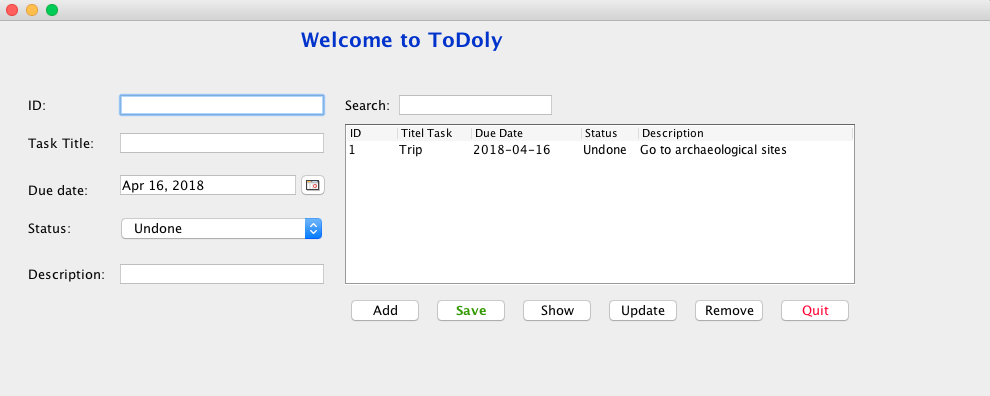 Welcome to ToDoly
ID:
Task Title:
Due date: Apr 16, 2018
Status: Undone
Description:
Search:
ID Titel Task Due Date Status Description
1 Trip 2018-04-16 Undone Go to archaeological sites
Add Save Show Update Remove Quit